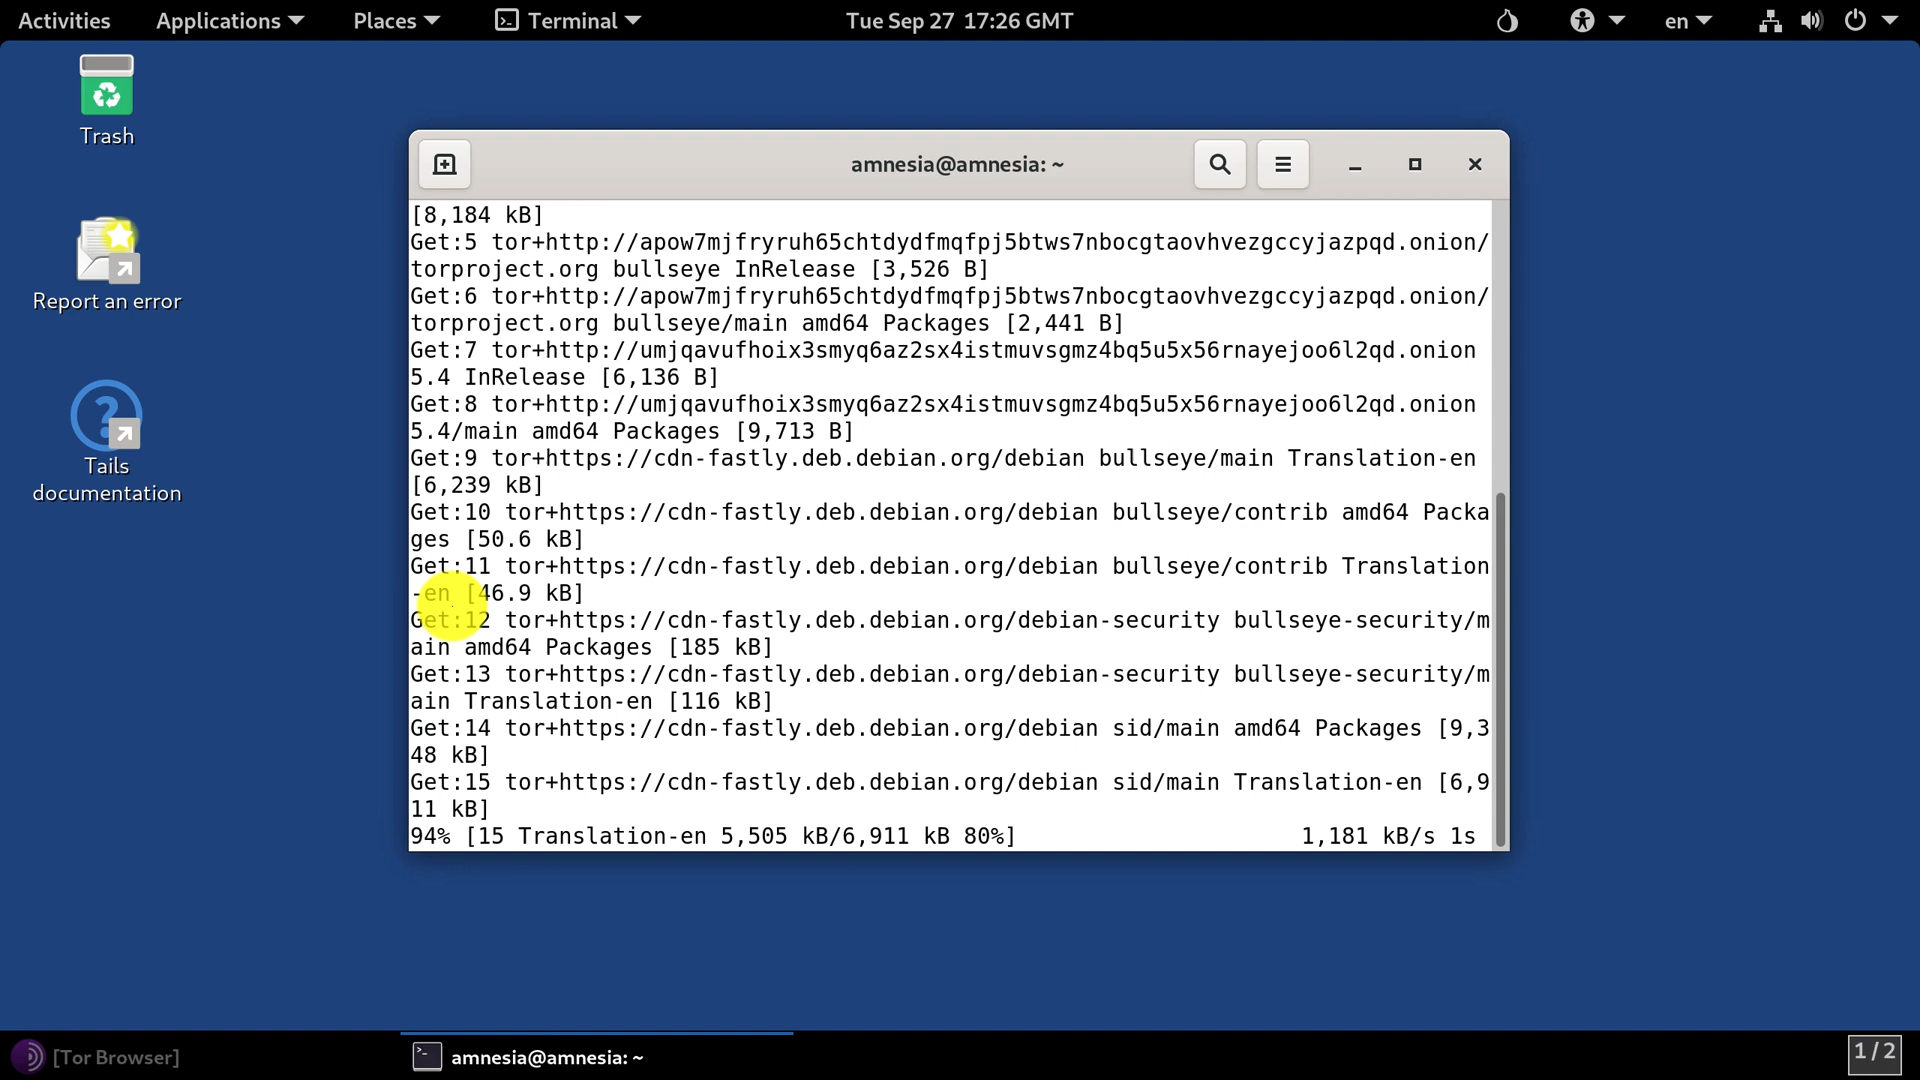 Activities Applications Places Terminal Tue Sep 27 17:26 GMT en
Trash
Report an error
Tails
documentation
amnesia@amnesia: ~
[8,184 kB]
Get:5 tor+http://apow7mjfryruh65chtdydfmqfpj5btws7nbocgtaovhvezgccyjazpqd.onion/
torproject.org bullseye InRelease [3,526 B]
Get:6 tor+http://apow7mjfryruh65chtdydfmqfpj5btws7nbocgtaovhvezgccyjazpqd.onion/
torproject.org bullseye/main amd64 Packages [2,441 B]
Get:7 tor+http://umjqavufhoix3smyq6az2sx4istmuvsgmz4bq5u5x56rnayejoo6l2qd.onion
5.4 InRelease [6,136 B]
Get:8 tor+http://umjqavufhoix3smyq6az2sx4istmuvsgmz4bq5u5x56rnayejoo6l2qd.onion
5.4/main amd64 Packages [9,713 B]
Get:9 tor+https://cdn-fastly.deb.debian.org/debian bullseye/main Translation-en
[6,239 kB]
Get:10 tor+https://cdn-fastly.deb.debian.org/debian bullseye/contrib amd64 Packa
ges [50.6 kB]
Get:11 tor+https://cdn-fastly.deb.debian.org/debian bullseye/contrib Translation
-en [46.9 kB]
Get:12 tor+https://cdn-fastly.deb.debian.org/debian-security bullseye-security/m
ain amd64 Packages [185 kB]
Get:13 tor+https://cdn-fastly.deb.debian.org/debian-security bullseye-security/m
ain Translation-en [116 kB]
Get:14 tor+https://cdn-fastly.deb.debian.org/debian sid/main amd64 Packages [9,3
48 kB]
Get:15 tor+https://cdn-fastly.deb.debian.org/debian sid/main Translation-en [6,9
11 kB]
94% [15 Translation-en 5,505 kB/6,911 kB 80%] 1,181 kB/s 1s
[Tor Browser] amnesia@amnesia: ~ 1/2